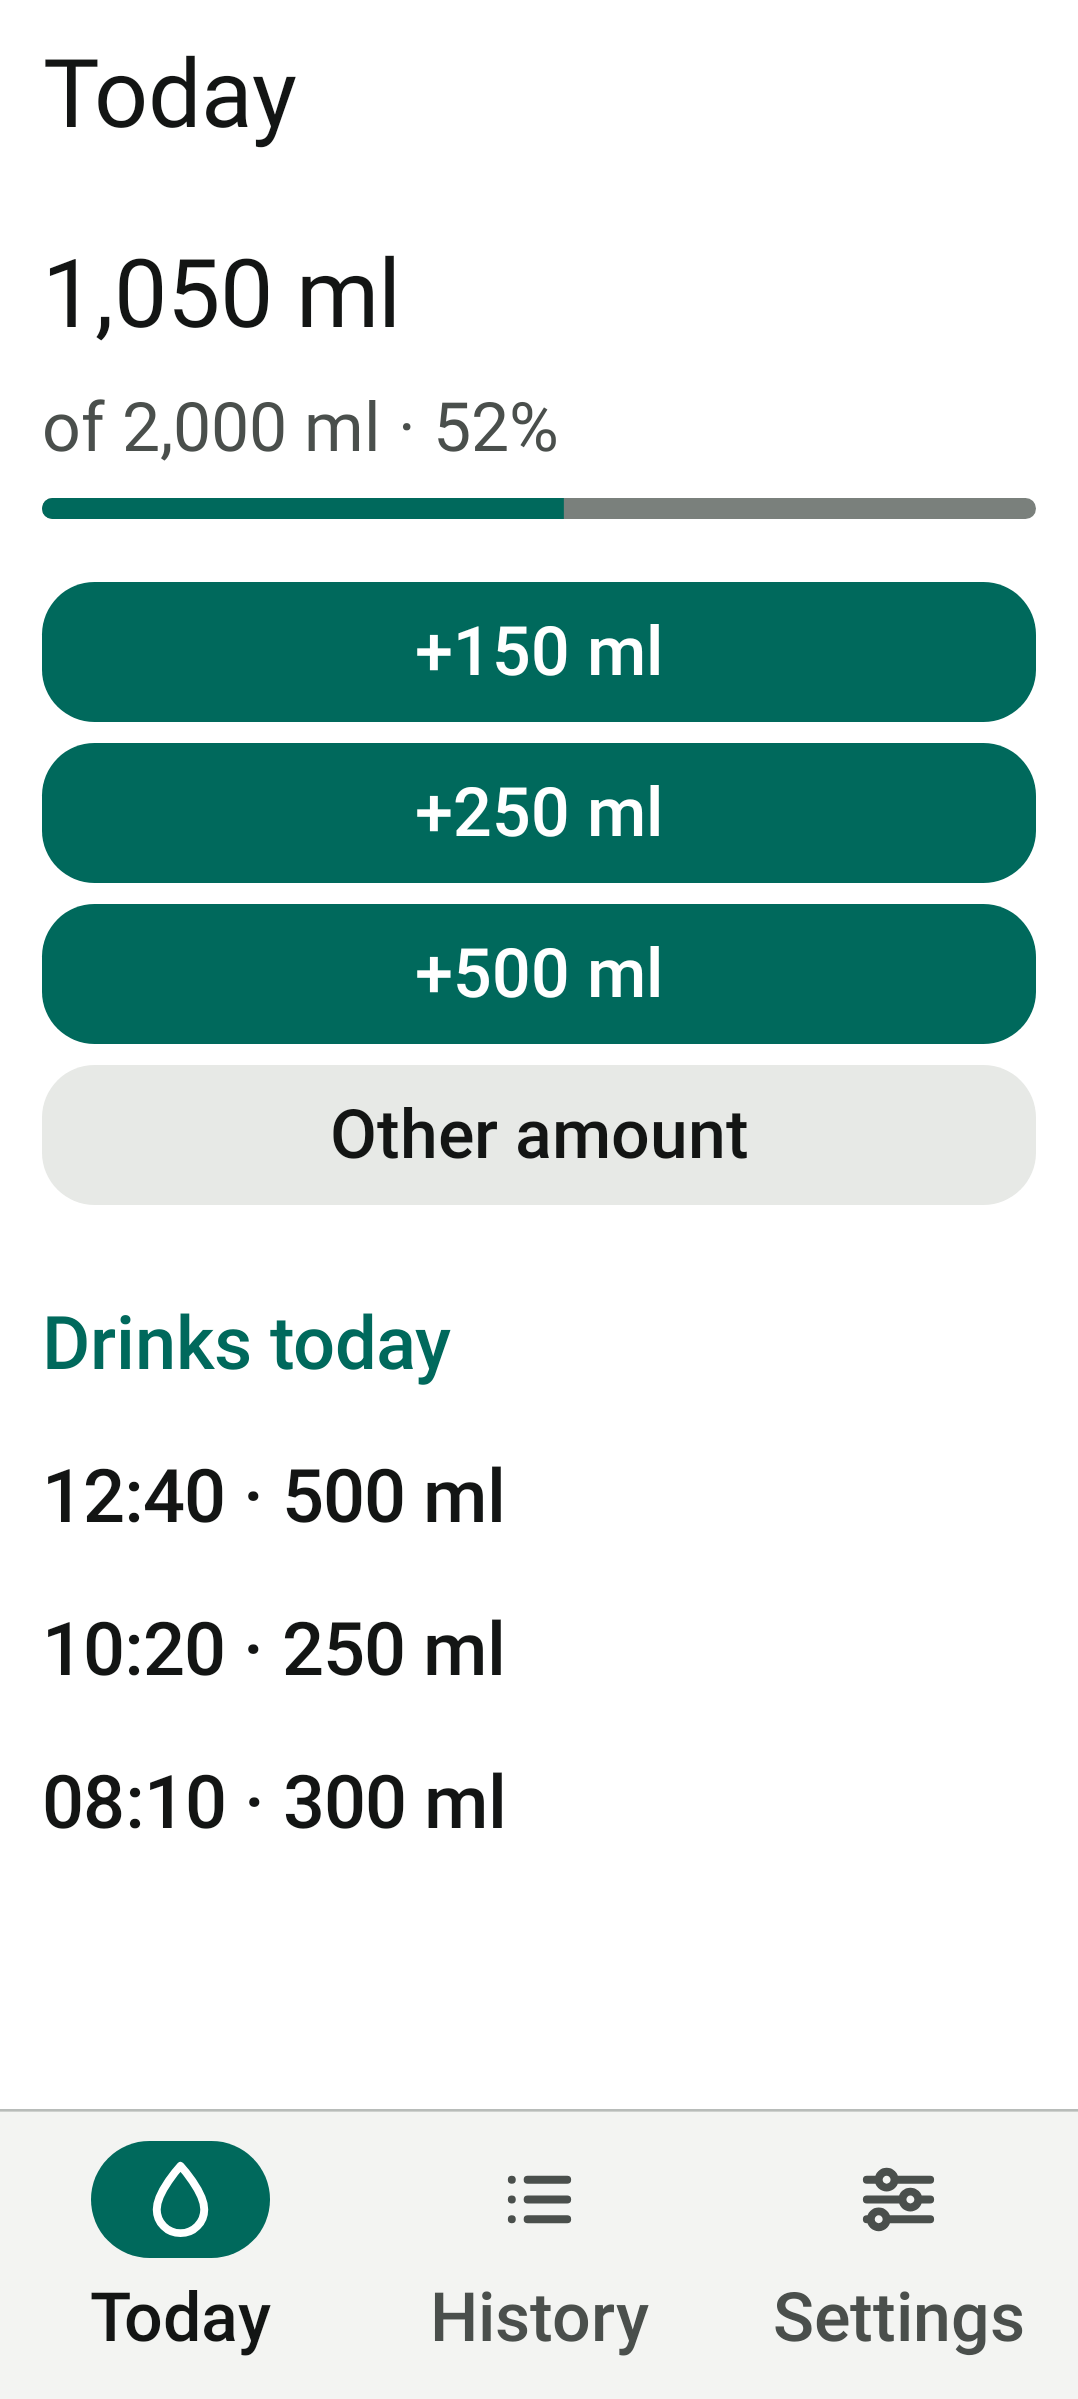 Today
1,050 ml
of 2,000 ml · 52%
+150 ml
+250 ml
+500 ml
Other amount
Drinks today
12:40 · 500 ml
10:20 · 250 ml
08:10 · 300 ml
Today
History
Settings